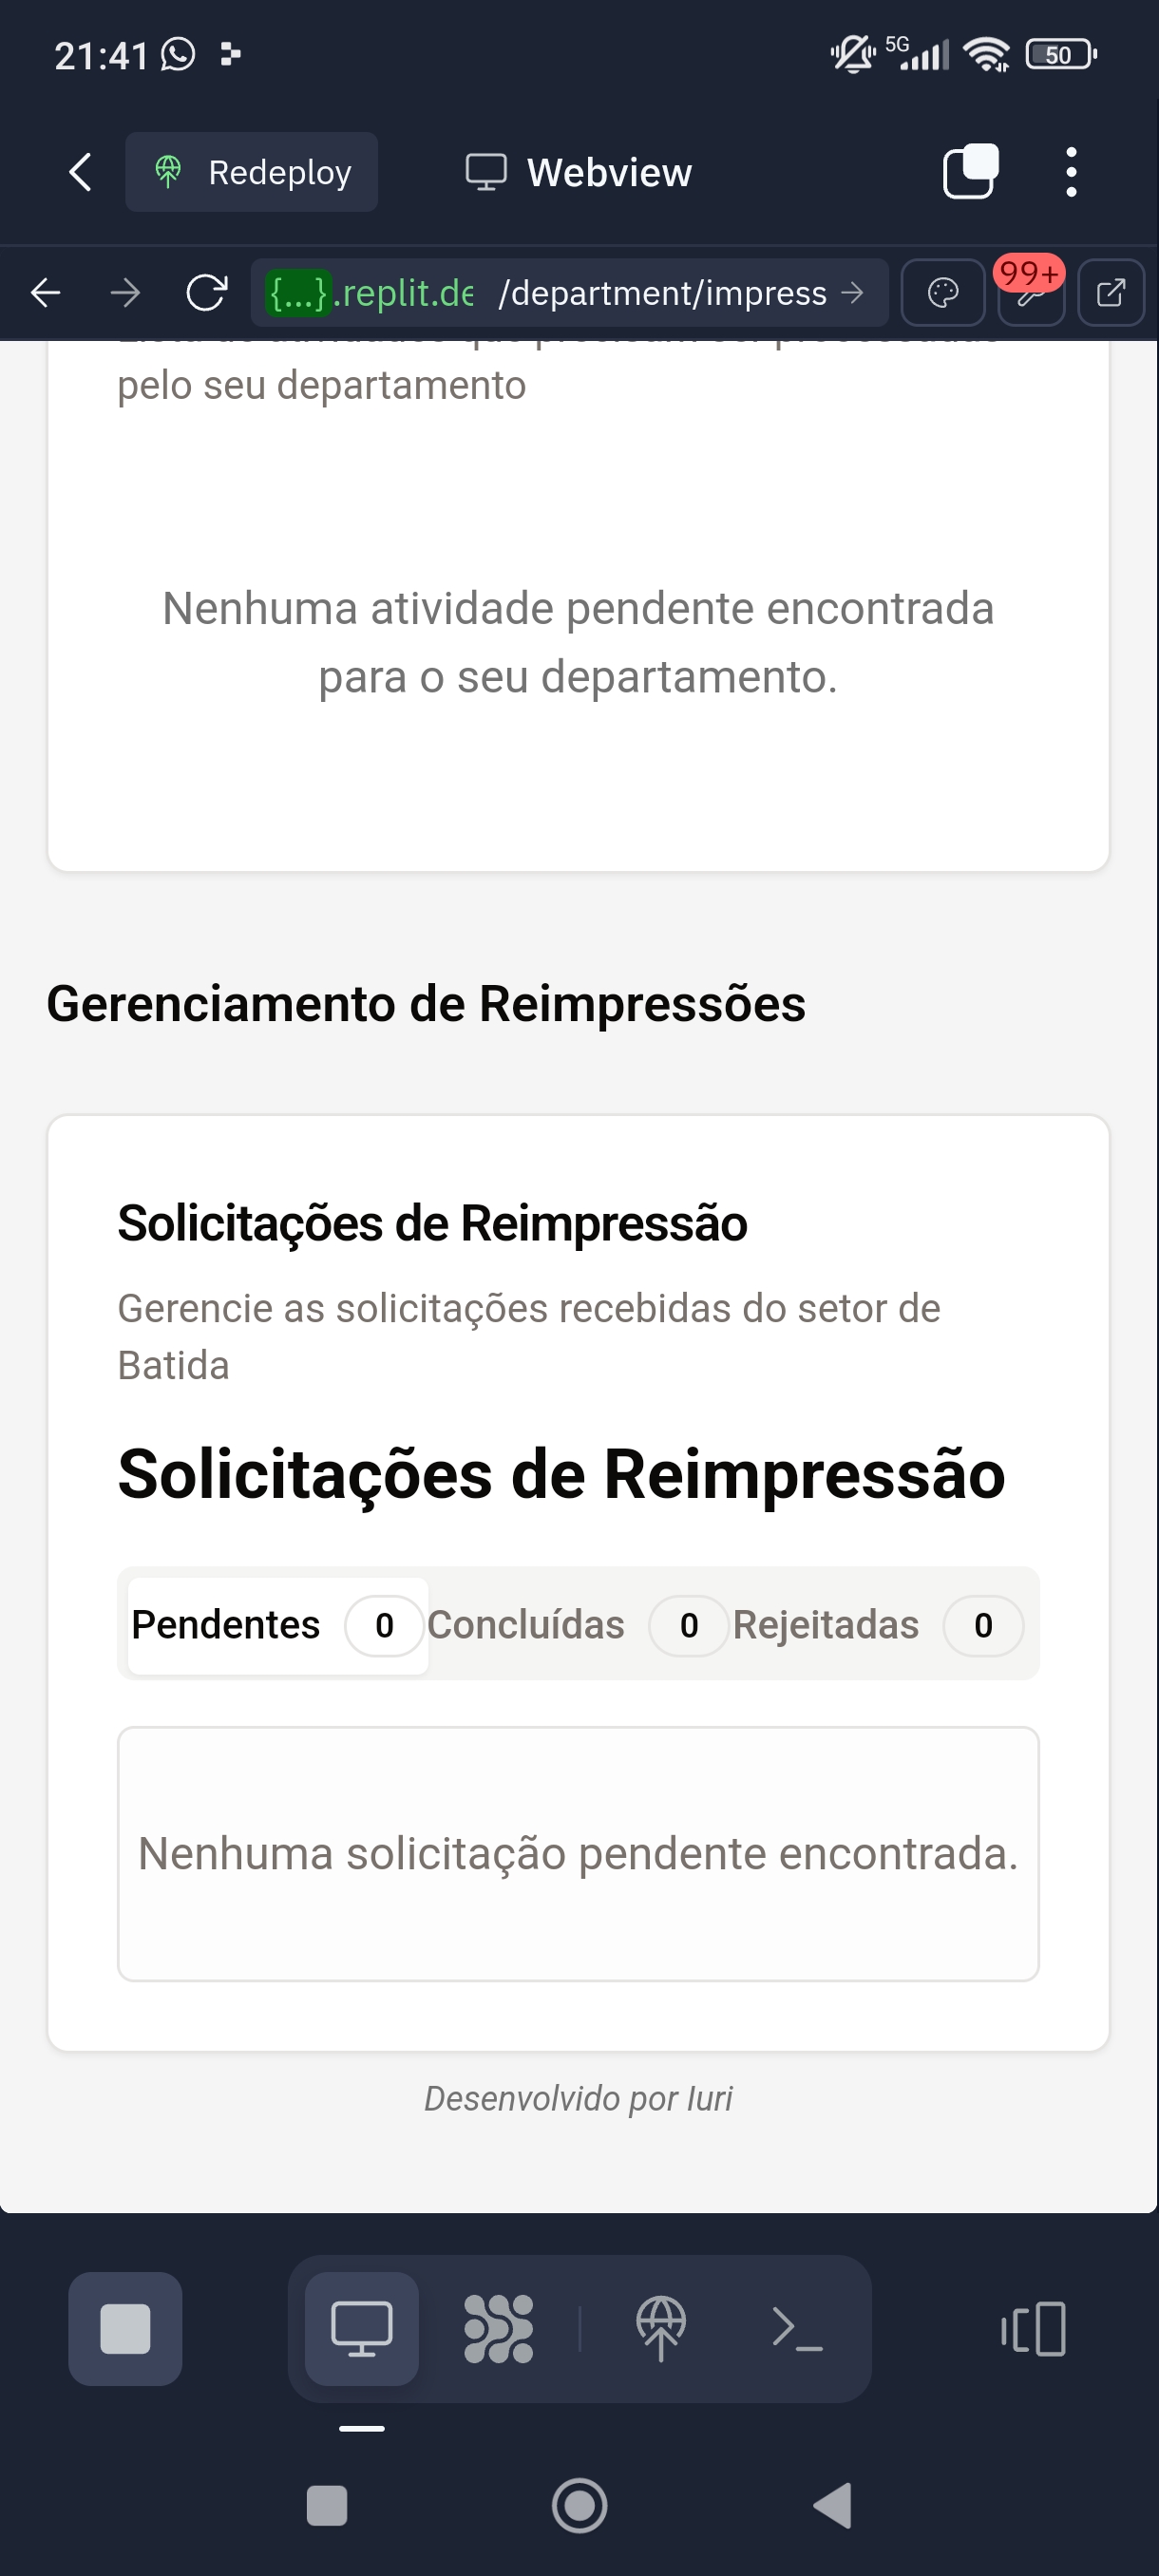 21:41
5G
50
Redeploy
Webview
{...}.replit.de /department/impress
99+
pelo seu departamento
Nenhuma atividade pendente encontrada
para o seu departamento.
Gerenciamento de Reimpressões
Solicitações de Reimpressão
Gerencie as solicitações recebidas do setor de
Batida
Solicitações de Reimpressão
Pendentes 0 Concluídas 0 Rejeitadas 0
Nenhuma solicitação pendente encontrada.
Desenvolvido por Iuri